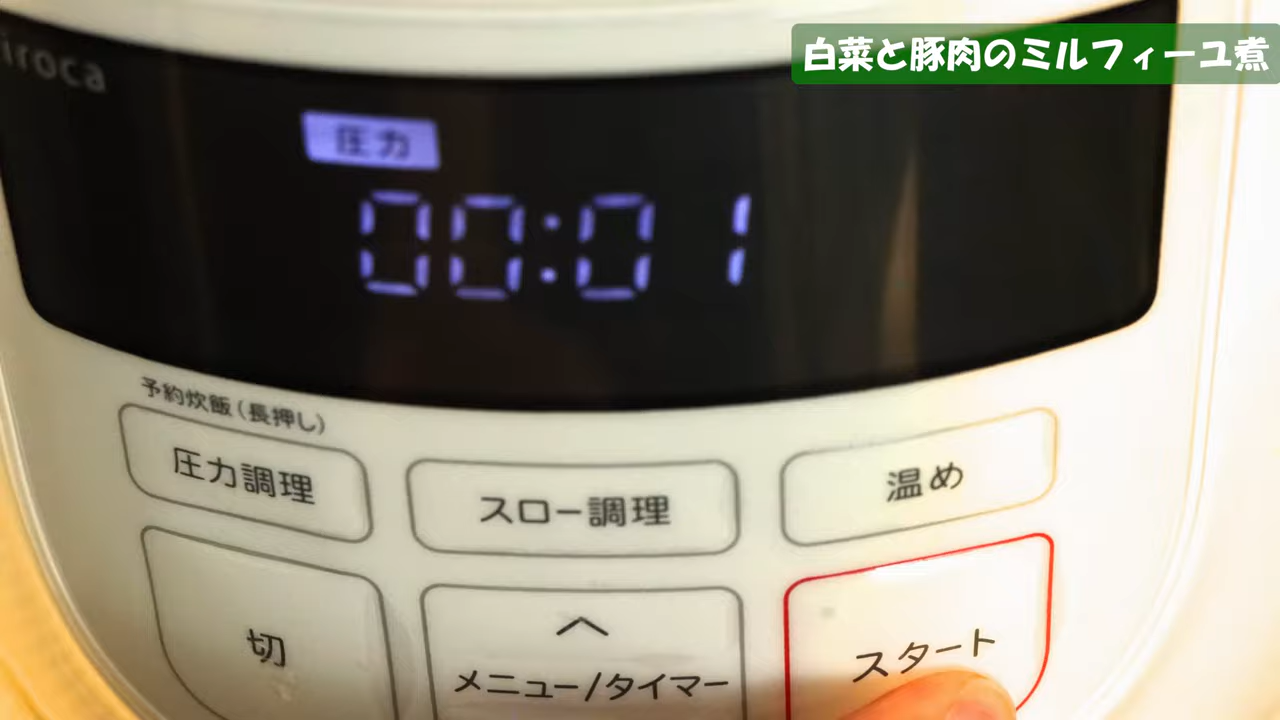 白菜と豚肉のミルフィーユ煮
iroca
圧力
00:01
予約炊飯(長押し)
圧力調理
スロー調理
温め
切
へ
メニュー/タイマー
スタート